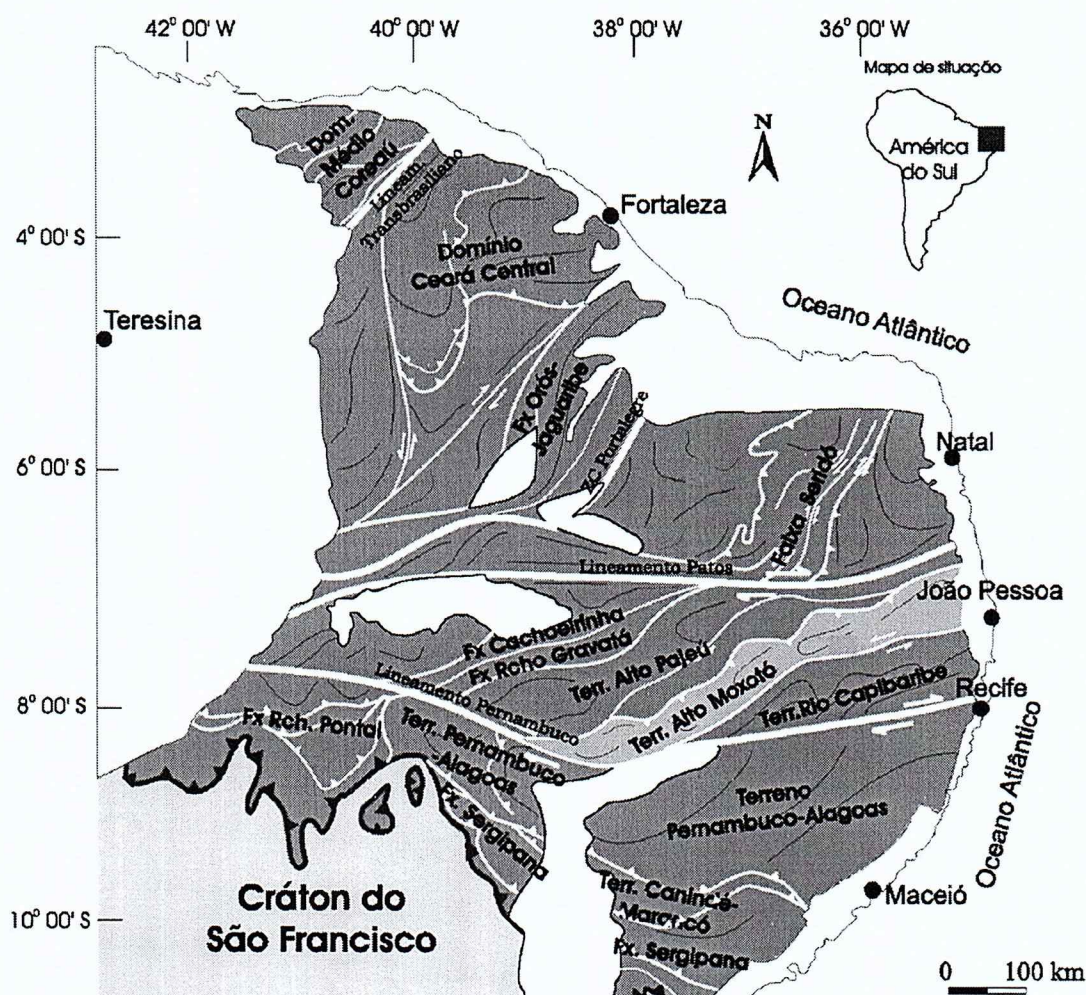 42° 00' W
40° 00' W
38° 00' W
36° 00' W
Mapa de situação
N
América
do Sul
Dom.
Médio
Coreaú
Lineam.
Transbrasiliano
Fortaleza
4° 00' S
Domínio
Ceará Central
Oceano Atlântico
Teresina
Fx Orós-
Jaguaribe
ZC Portalegre
Natal
6° 00' S
Faixa Seridó
Lineamento Patos
João Pessoa
Fx Cachoeirinha
Fx Rcho Gravatá
Terr. Alto Pajeú
Lineamento Pernambuco
Terr. Alto Moxotó
Terr.Rio Capibaribe
Recife
8° 00' S
Fx Rch. Pontal
Terr. Pernambuco
-Alagoas
Terreno
Pernambuco-Alagoas
Oceano Atlântico
Fx. Sergipana
Cráton do
São Francisco
Terr. Canindé-
Marancó
Maceió
10° 00' S
Fx. Sergipana
0 100 km